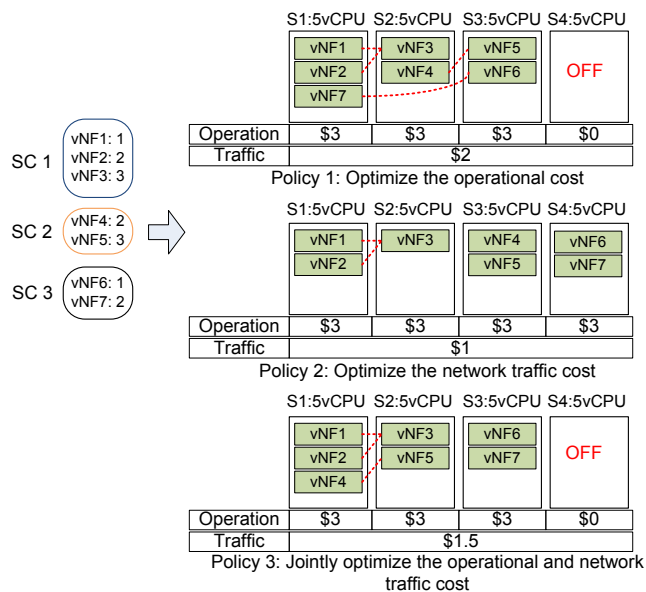 S1:5vCPU S2:5vCPU S3:5vCPU S4:5vCPU
vNF1 vNF3 vNF5
vNF2 vNF4 vNF6 OFF
vNF7
Operation $3 $3 $3 $0
Traffic $2
Policy 1: Optimize the operational cost
SC 1
vNF1: 1
vNF2: 2
vNF3: 3
SC 2
vNF4: 2
vNF5: 3
SC 3
vNF6: 1
vNF7: 2
S1:5vCPU S2:5vCPU S3:5vCPU S4:5vCPU
vNF1 vNF3 vNF4 vNF6
vNF2 vNF5 vNF7
Operation $3 $3 $3 $3
Traffic $1
Policy 2: Optimize the network traffic cost
S1:5vCPU S2:5vCPU S3:5vCPU S4:5vCPU
vNF1 vNF3 vNF6
vNF2 vNF5 vNF7 OFF
vNF4
Operation $3 $3 $3 $0
Traffic $1.5
Policy 3: Jointly optimize the operational and network
traffic cost